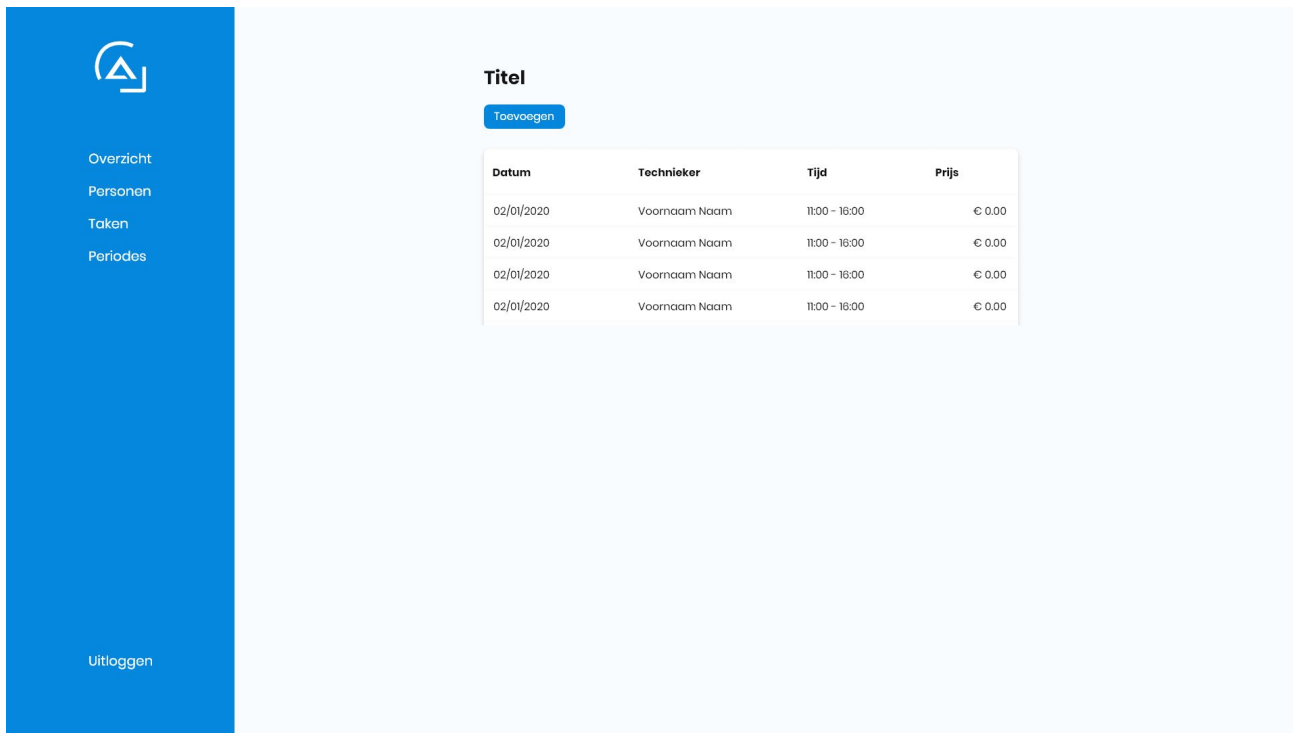 Overzicht
Personen
Taken
Periodes
Uitloggen
Titel
Toevoegen
Datum Technieker Tijd Prijs
02/01/2020 Voornaam Naam 11:00 - 16:00 € 0.00
02/01/2020 Voornaam Naam 11:00 - 16:00 € 0.00
02/01/2020 Voornaam Naam 11:00 - 16:00 € 0.00
02/01/2020 Voornaam Naam 11:00 - 16:00 € 0.00